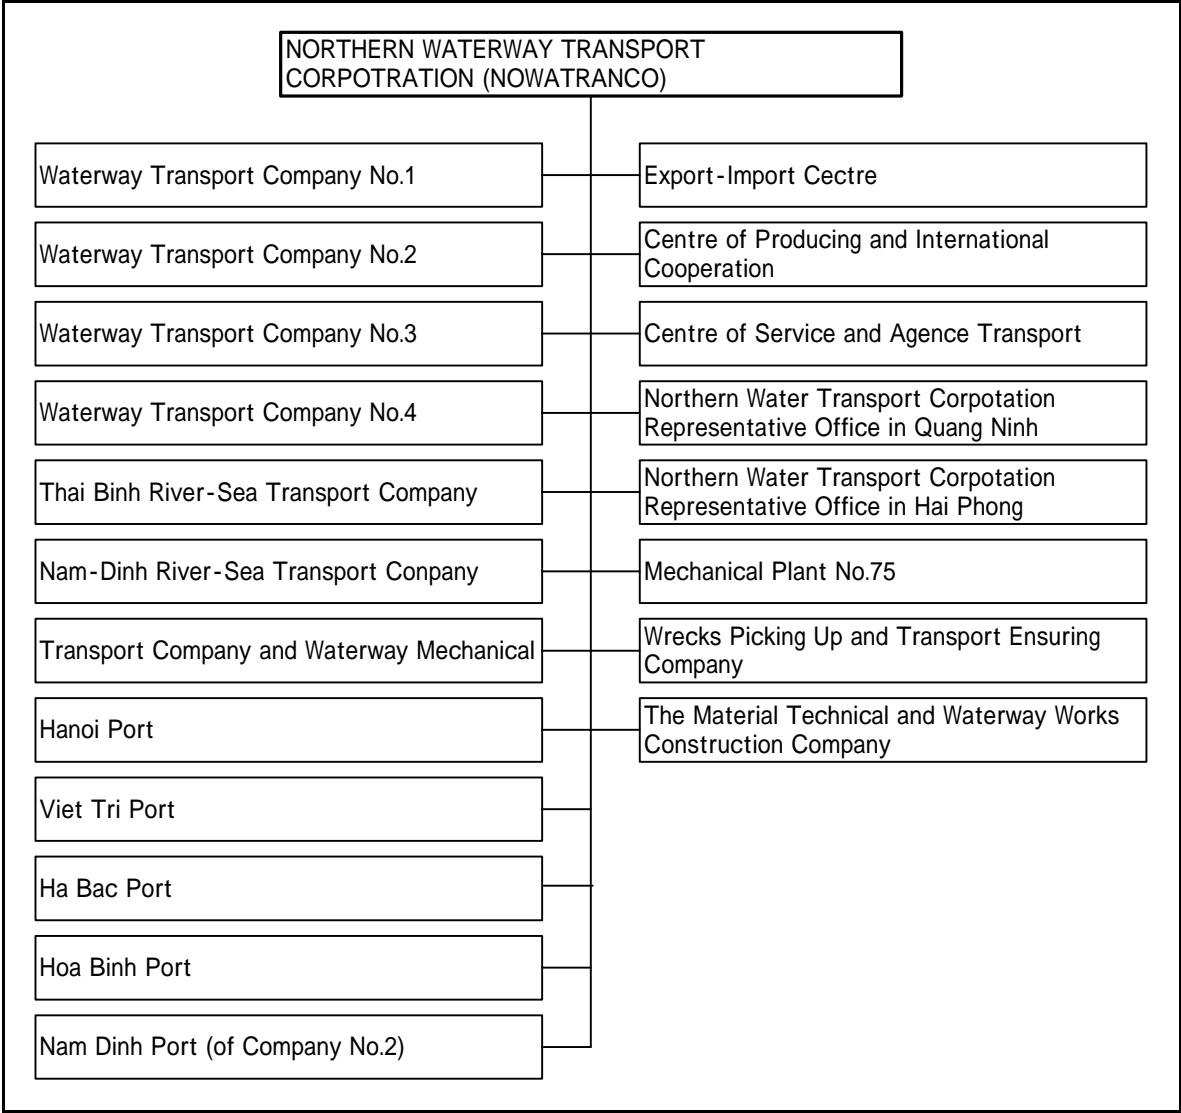 NORTHERN WATERWAY TRANSPORT
CORPOTRATION (NOWATRANCO)
Waterway Transport Company No.1
Waterway Transport Company No.2
Waterway Transport Company No.3
Waterway Transport Company No.4
Thai Binh River-Sea Transport Company
Nam-Dinh River-Sea Transport Conpany
Transport Company and Waterway Mechanical
Hanoi Port
Viet Tri Port
Ha Bac Port
Hoa Binh Port
Nam Dinh Port (of Company No.2)
Export-Import Cectre
Centre of Producing and International
Cooperation
Centre of Service and Agence Transport
Northern Water Transport Corpotation
Representative Office in Quang Ninh
Northern Water Transport Corpotation
Representative Office in Hai Phong
Mechanical Plant No.75
Wrecks Picking Up and Transport Ensuring
Company
The Material Technical and Waterway Works
Construction Company